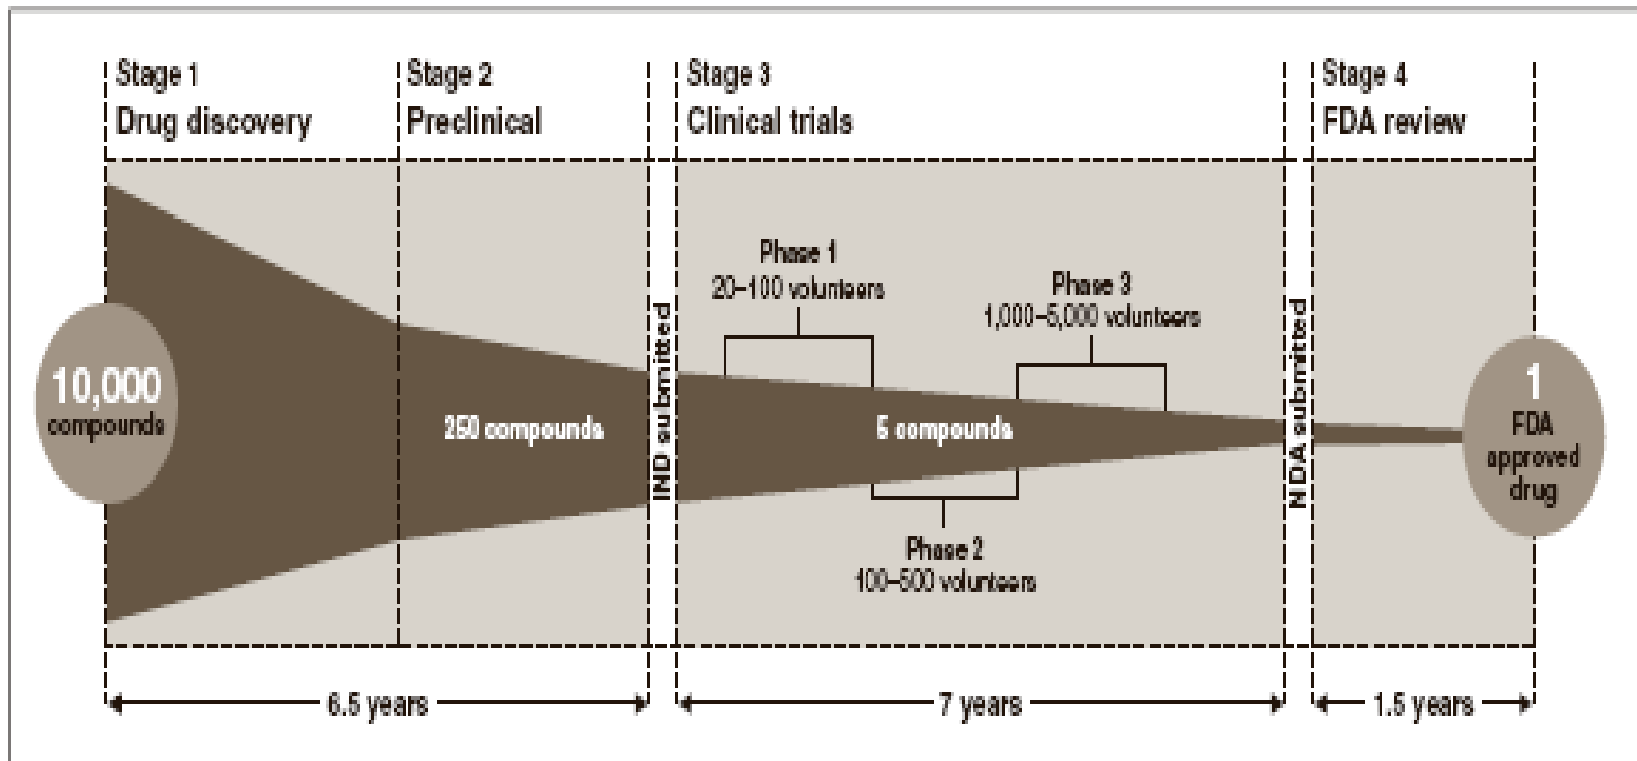 Stage 1
Drug discovery
Stage 2
Preclinical
Stage 3
Clinical trials
Stage 4
FDA review
10,000
compounds
250 compounds
IND submitted
Phase 1
20–100 volunteers
5 compounds
Phase 2
100–500 volunteers
Phase 3
1,000–5,000 volunteers
NDA submitted
1
FDA
approved
drug
6.5 years
7 years
1.5 years